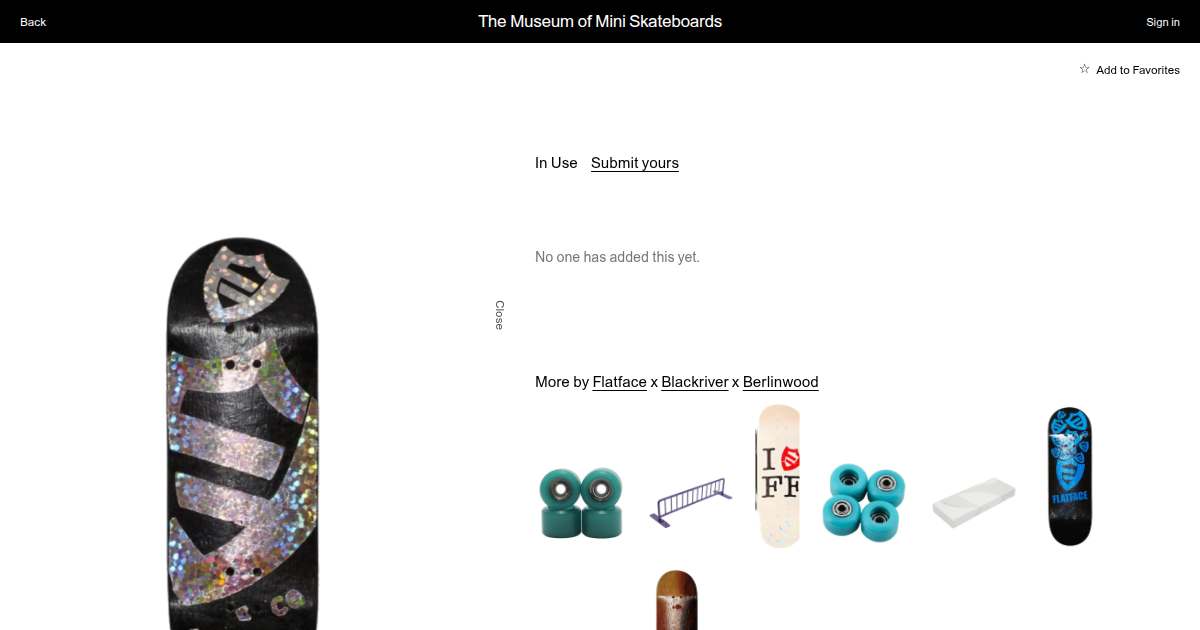 Back
The Museum of Mini Skateboards
Sign in
☆ Add to Favorites
In Use Submit yours
No one has added this yet.
Close
More by Flatface x Blackriver x Berlinwood
I
FF
FLATFACE